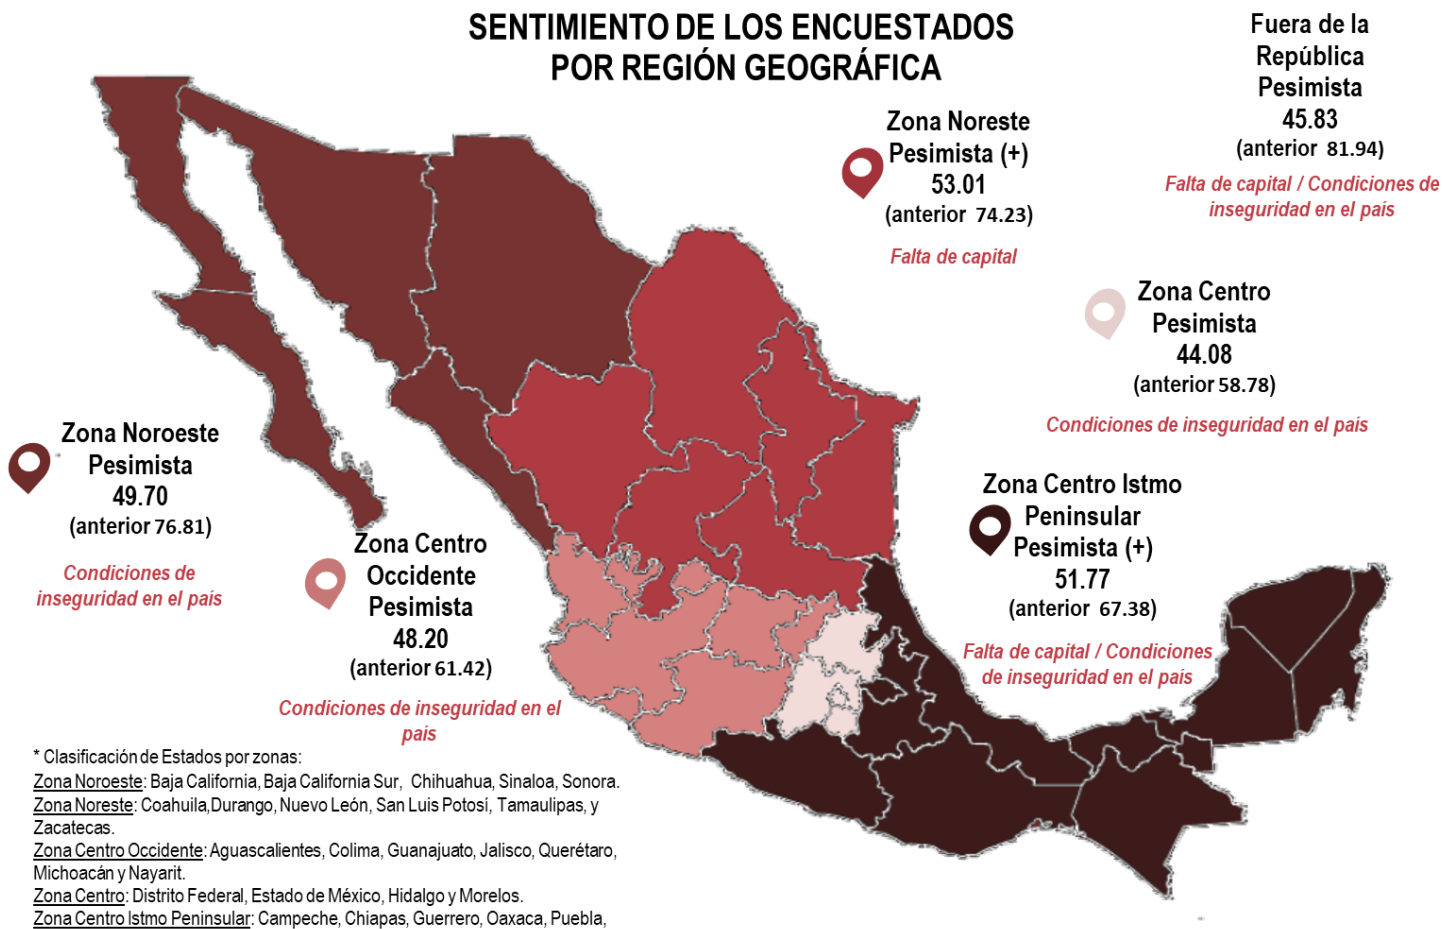 SENTIMIENTO DE LOS ENCUESTADOS
POR REGIÓN GEOGRÁFICA
Fuera de la
República
Pesimista
45.83
(anterior 81.94)
Falta de capital / Condiciones de
inseguridad en el país
Zona Noreste
Pesimista (+)
53.01
(anterior 74.23)
Falta de capital
Zona Centro
Pesimista
44.08
(anterior 58.78)
Condiciones de inseguridad en el país
Zona Noroeste
Pesimista
49.70
(anterior 76.81)
Condiciones de
inseguridad en el país
Zona Centro Istmo
Peninsular
Pesimista (+)
51.77
(anterior 67.38)
Falta de capital / Condiciones
de inseguridad en el país
Zona Centro
Occidente
Pesimista
48.20
(anterior 61.42)
Condiciones de inseguridad en el
país
* Clasificación de Estados por zonas:
Zona Noroeste: Baja California, Baja California Sur, Chihuahua, Sinaloa, Sonora.
Zona Noreste: Coahuila,Durango, Nuevo León, San Luis Potosí, Tamaulipas, y
Zacatecas.
Zona Centro Occidente: Aguascalientes, Colima, Guanajuato, Jalisco, Querétaro,
Michoacán y Nayarit.
Zona Centro: Distrito Federal, Estado de México, Hidalgo y Morelos.
Zona Centro Istmo Peninsular: Campeche, Chiapas, Guerrero, Oaxaca, Puebla,